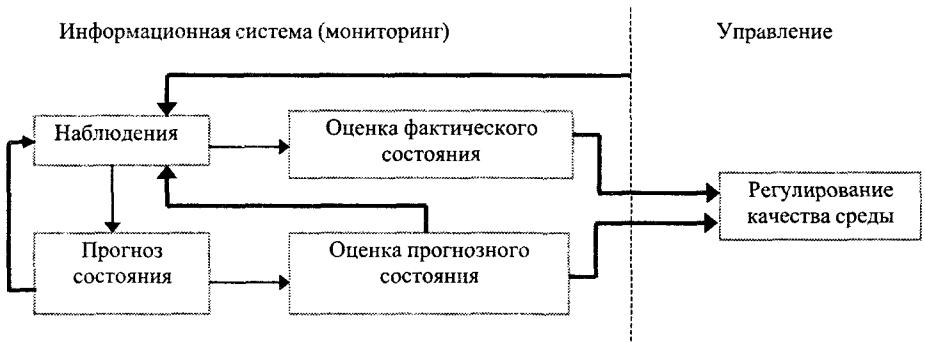 Информационная система (мониторинг)
Управление
Наблюдения
Оценка фактического
состояния
Регулирование
качества среды
Прогноз
состояния
Оценка прогнозного
состояния